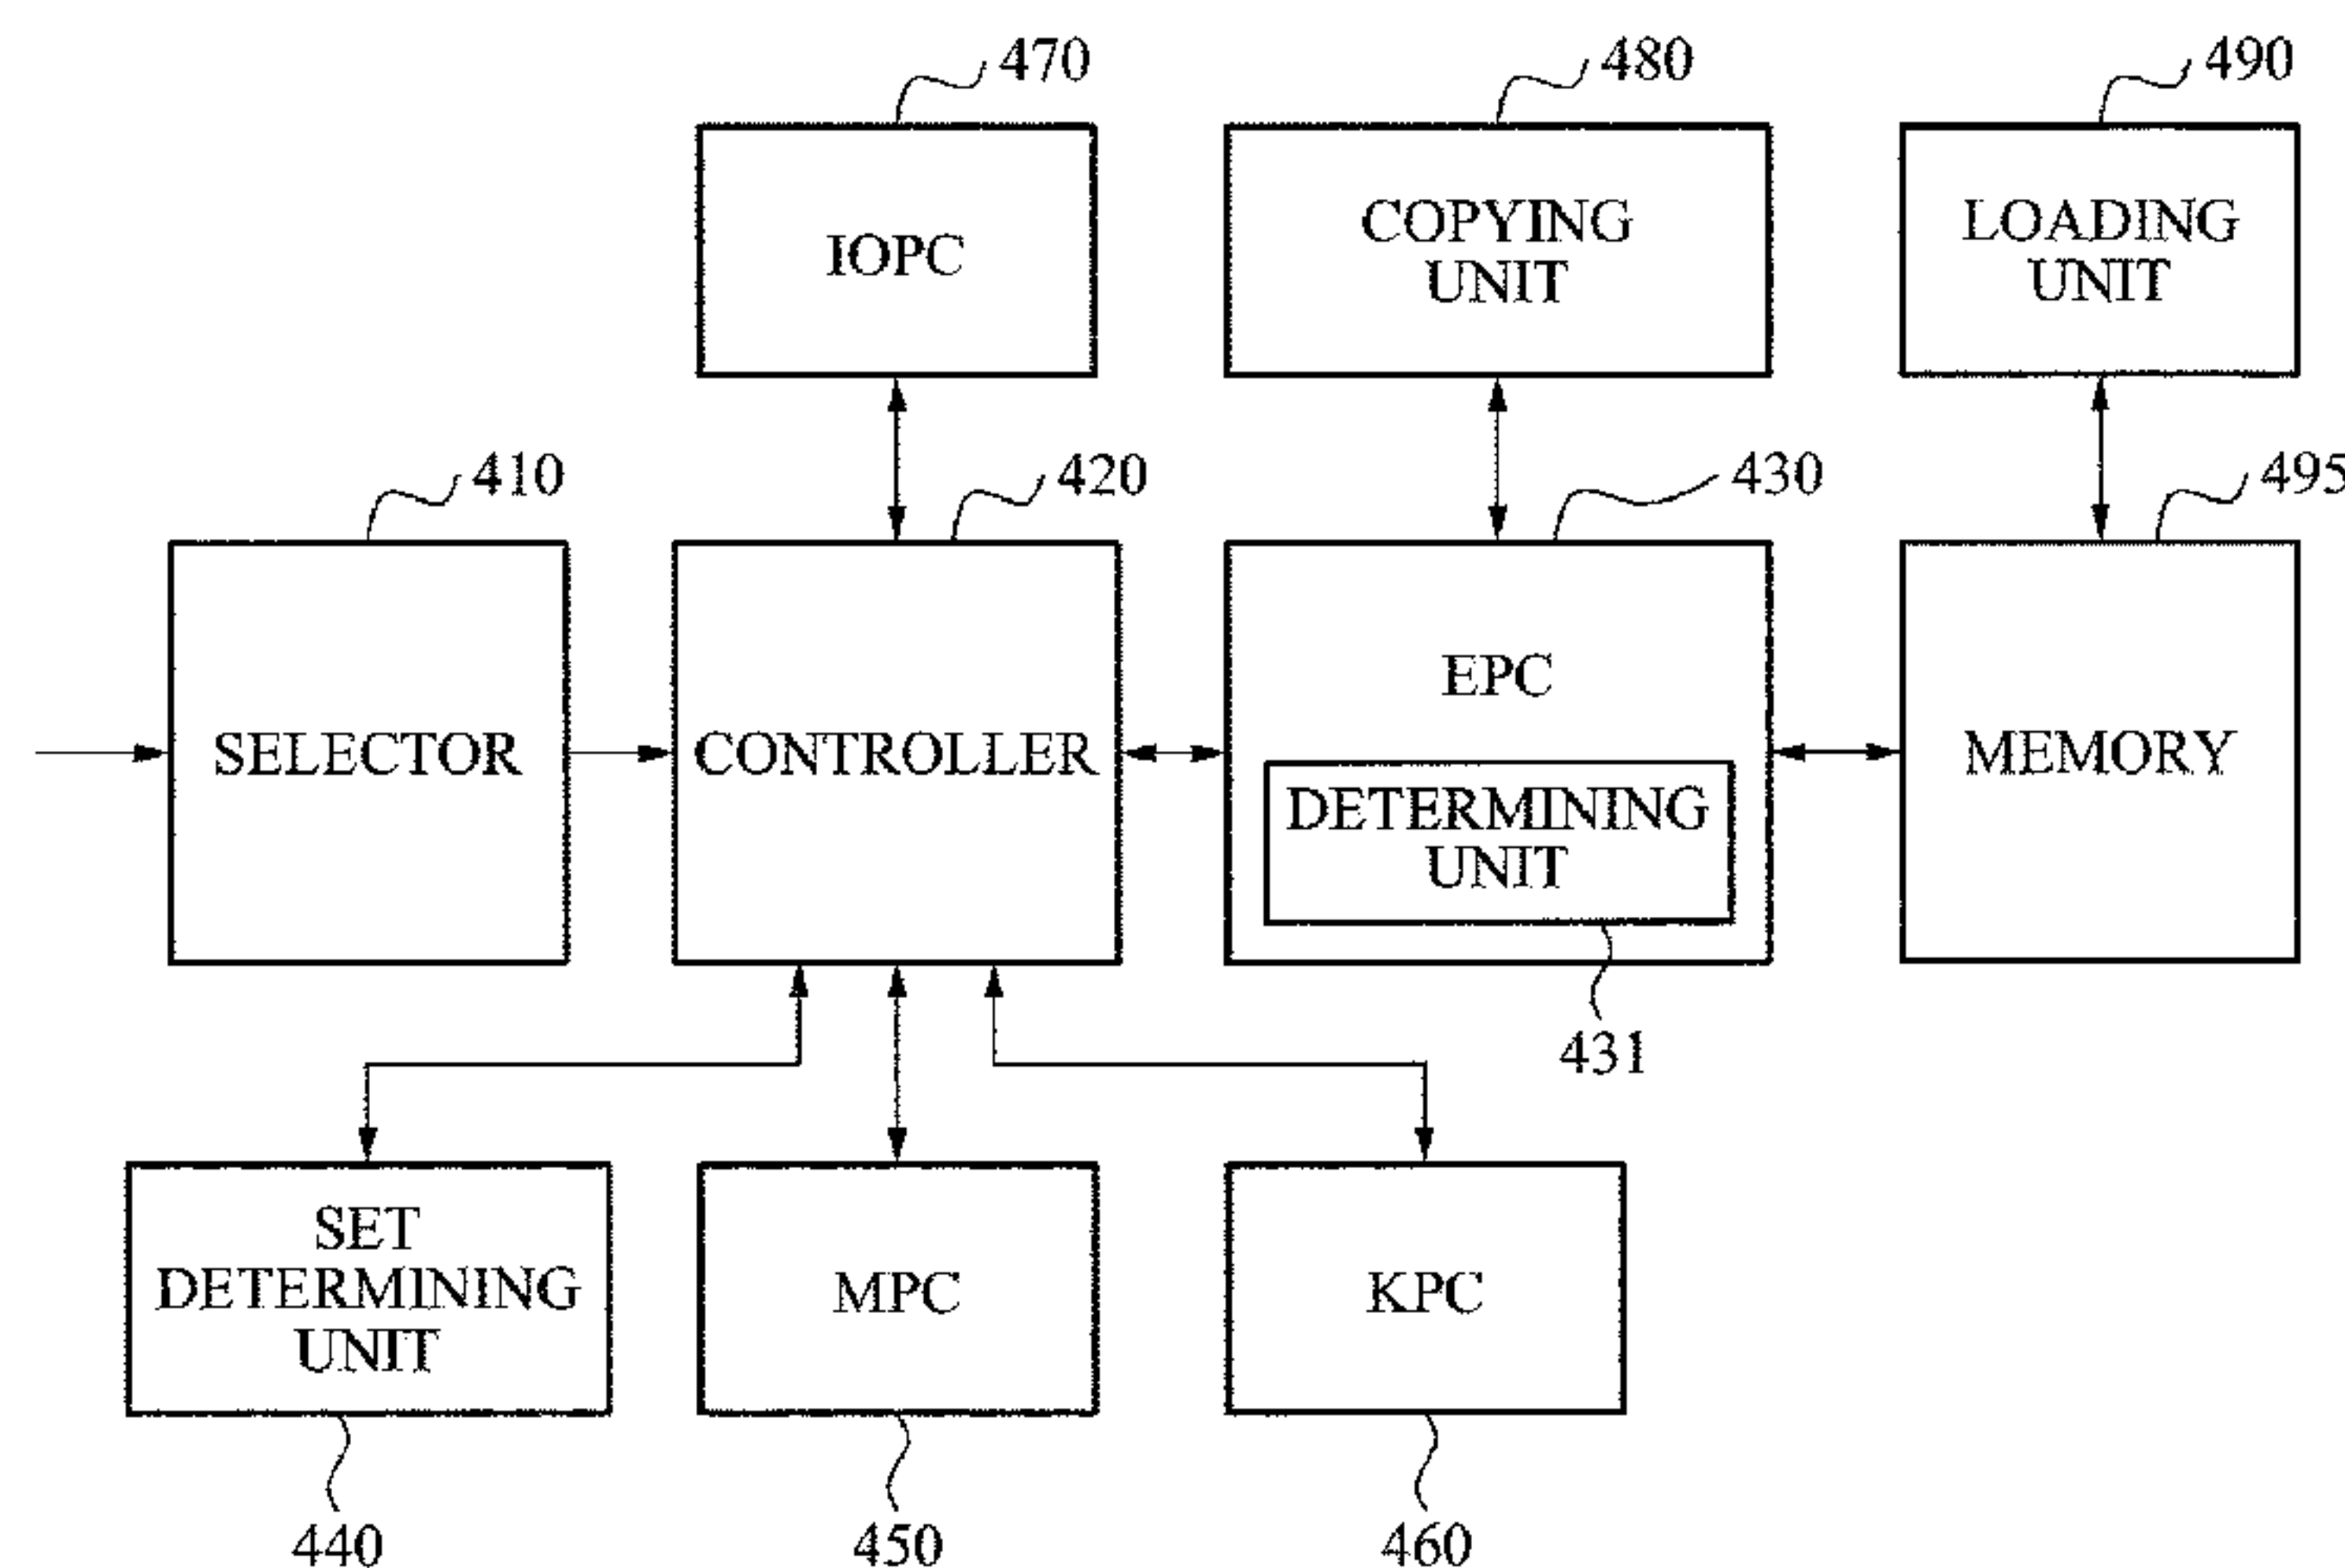 470
480
490
IOPC
COPYING
UNIT
LOADING
UNIT
410
420
430
495
SELECTOR
CONTROLLER
EPC
DETERMINING
UNIT
MEMORY
431
SET
DETERMINING
UNIT
MPC
KPC
440
450
460